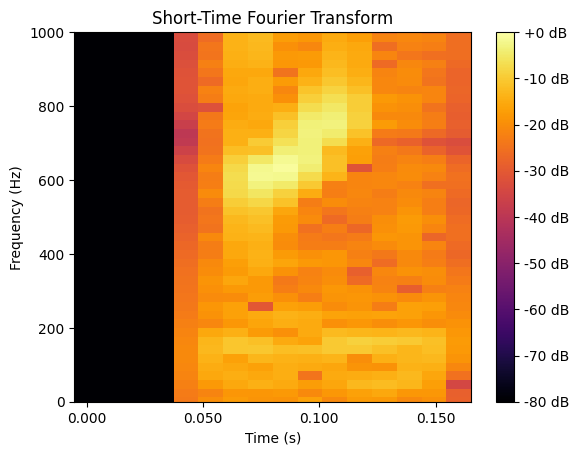 Short-Time Fourier Transform
Frequency (Hz)
1000
800
600
400
200
0
0.000
0.050
0.100
0.150
Time (s)
+0 dB
-10 dB
-20 dB
-30 dB
-40 dB
-50 dB
-60 dB
-70 dB
-80 dB